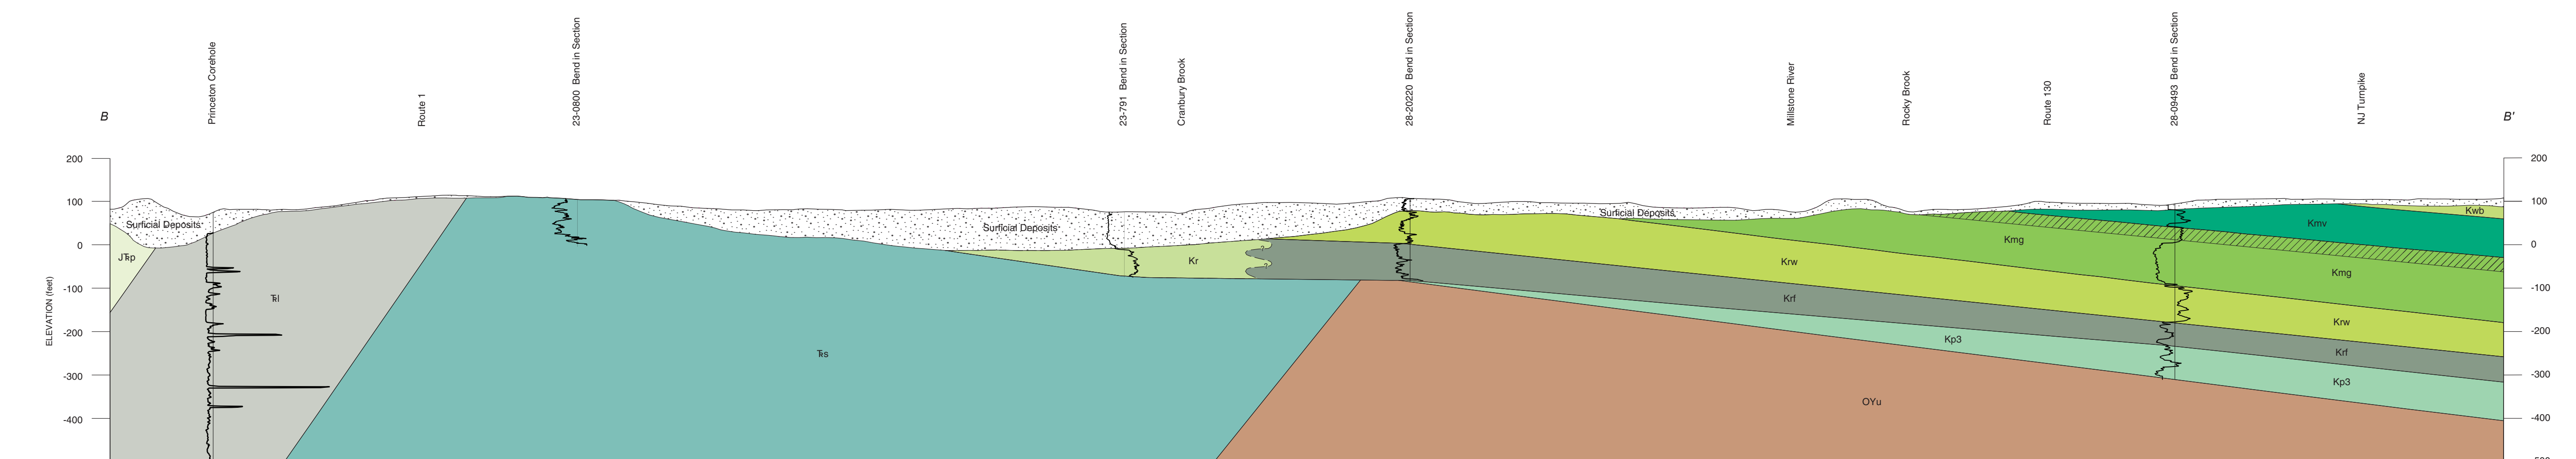 Princeton Corehole
Route 1
23-0800 Bend in Section
23-791 Bend in Section
Cranbury Brook
28-20220 Bend in Section
Millstone River
Rocky Brook
Route 130
28-09493 Bend in Section
NJ Turnpike
B
B'
ELEVATION (feet)
200
100
0
-100
-200
-300
-400
200
100
0
-100
-200
-300
-400
Surficial Deposits
Surficial Deposits
Surficial Deposits
Kwb
Kmv
Kmg
Kmg
Kr
?
?
Krw
Krw
Krf
Krf
Kp3
Kp3
OYu